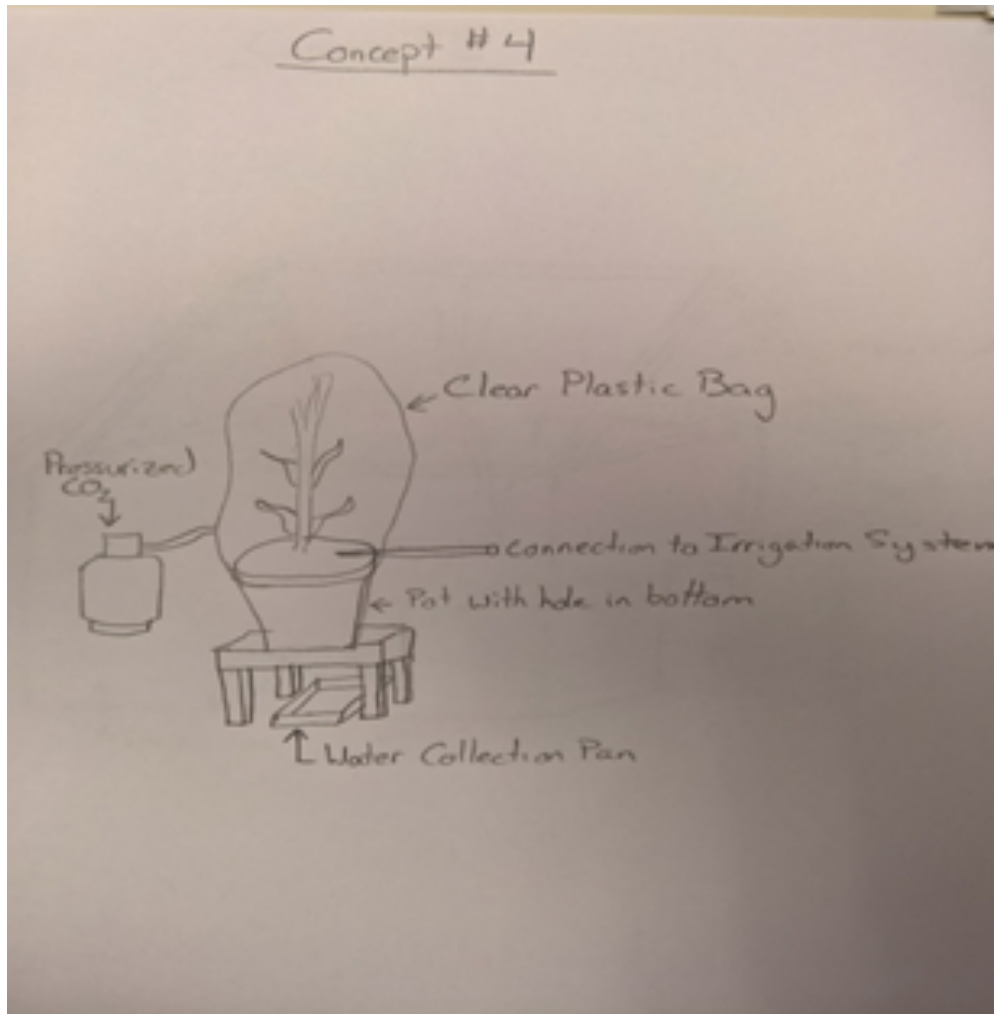 Concept #4
Clear Plastic Bag
Pressurized
CO2
Connection to Irrigation System
Pot with hole in bottom
Water Collection Pan